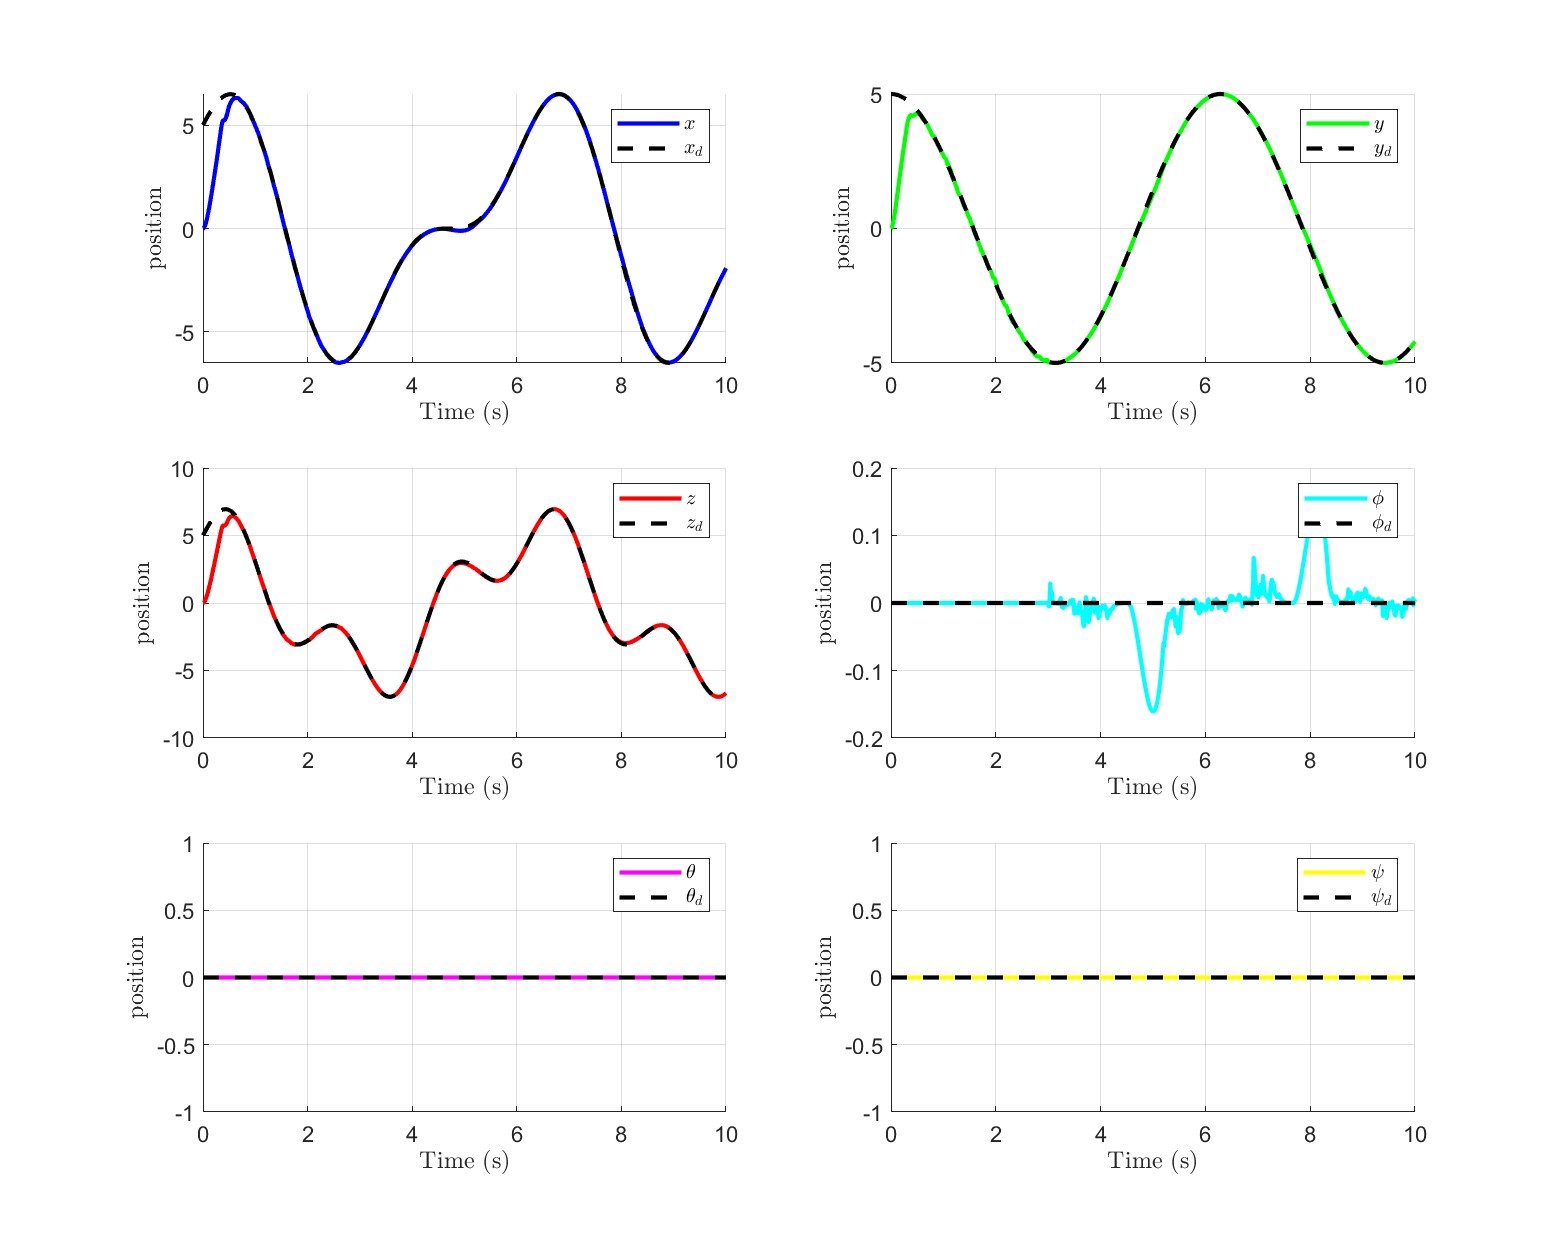 5
0
-5
position
0 2 4 6 8 10
Time (s)
x
x_d
5
0
-5
position
0 2 4 6 8 10
Time (s)
y
y_d
10
5
0
-5
-10
position
0 2 4 6 8 10
Time (s)
z
z_d
0.2
0.1
0
-0.1
-0.2
position
0 2 4 6 8 10
Time (s)
ϕ
ϕ_d
1
0.5
0
-0.5
-1
position
0 2 4 6 8 10
Time (s)
θ
θ_d
1
0.5
0
-0.5
-1
position
0 2 4 6 8 10
Time (s)
ψ
ψ_d